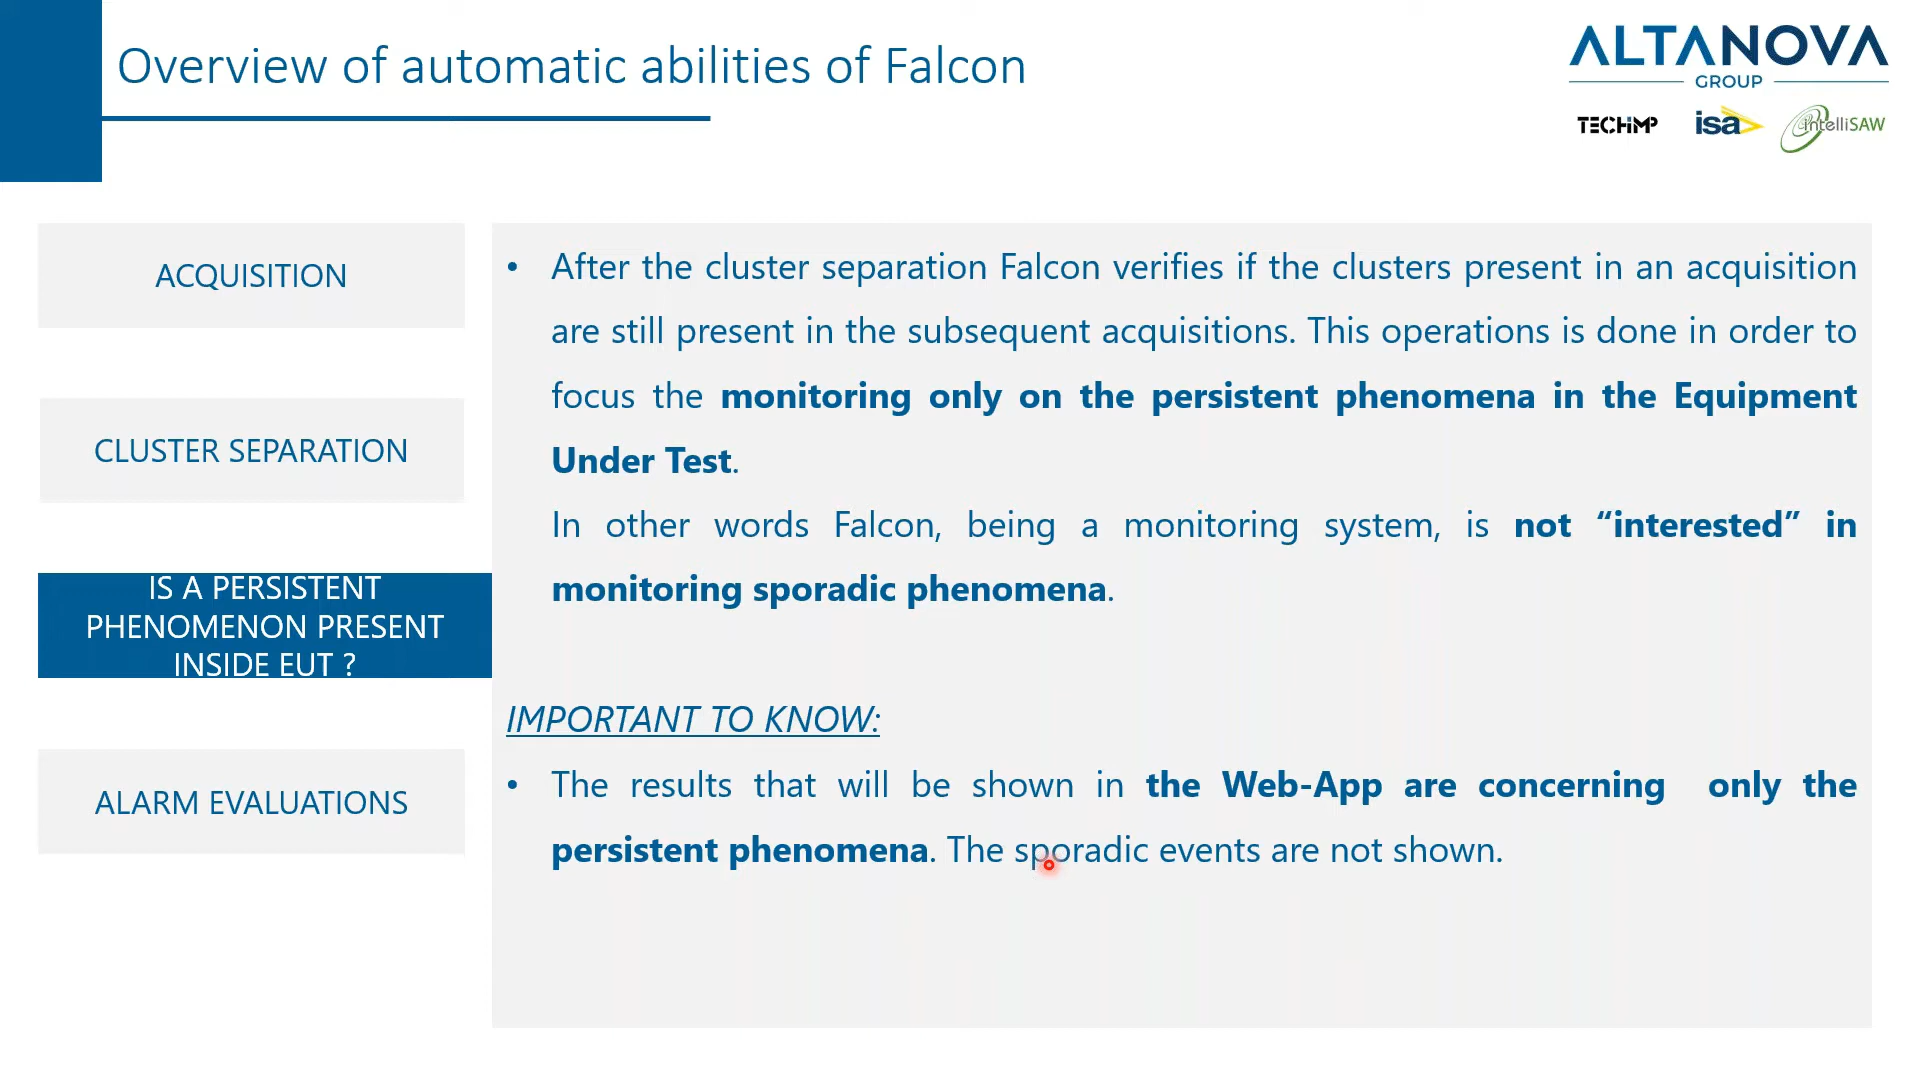 Overview of automatic abilities of Falcon
ALTANOVA
GROUP
TECHIMP
isa
intelliSAW
ACQUISITION
CLUSTER SEPARATION
IS A PERSISTENT
PHENOMENON PRESENT
INSIDE EUT ?
ALARM EVALUATIONS
• After the cluster separation Falcon verifies if the clusters present in an acquisition
are still present in the subsequent acquisitions. This operations is done in order to
focus the monitoring only on the persistent phenomena in the Equipment
Under Test.
In other words Falcon, being a monitoring system, is not “interested” in
monitoring sporadic phenomena.
IMPORTANT TO KNOW:
• The results that will be shown in the Web-App are concerning only the
persistent phenomena. The sporadic events are not shown.